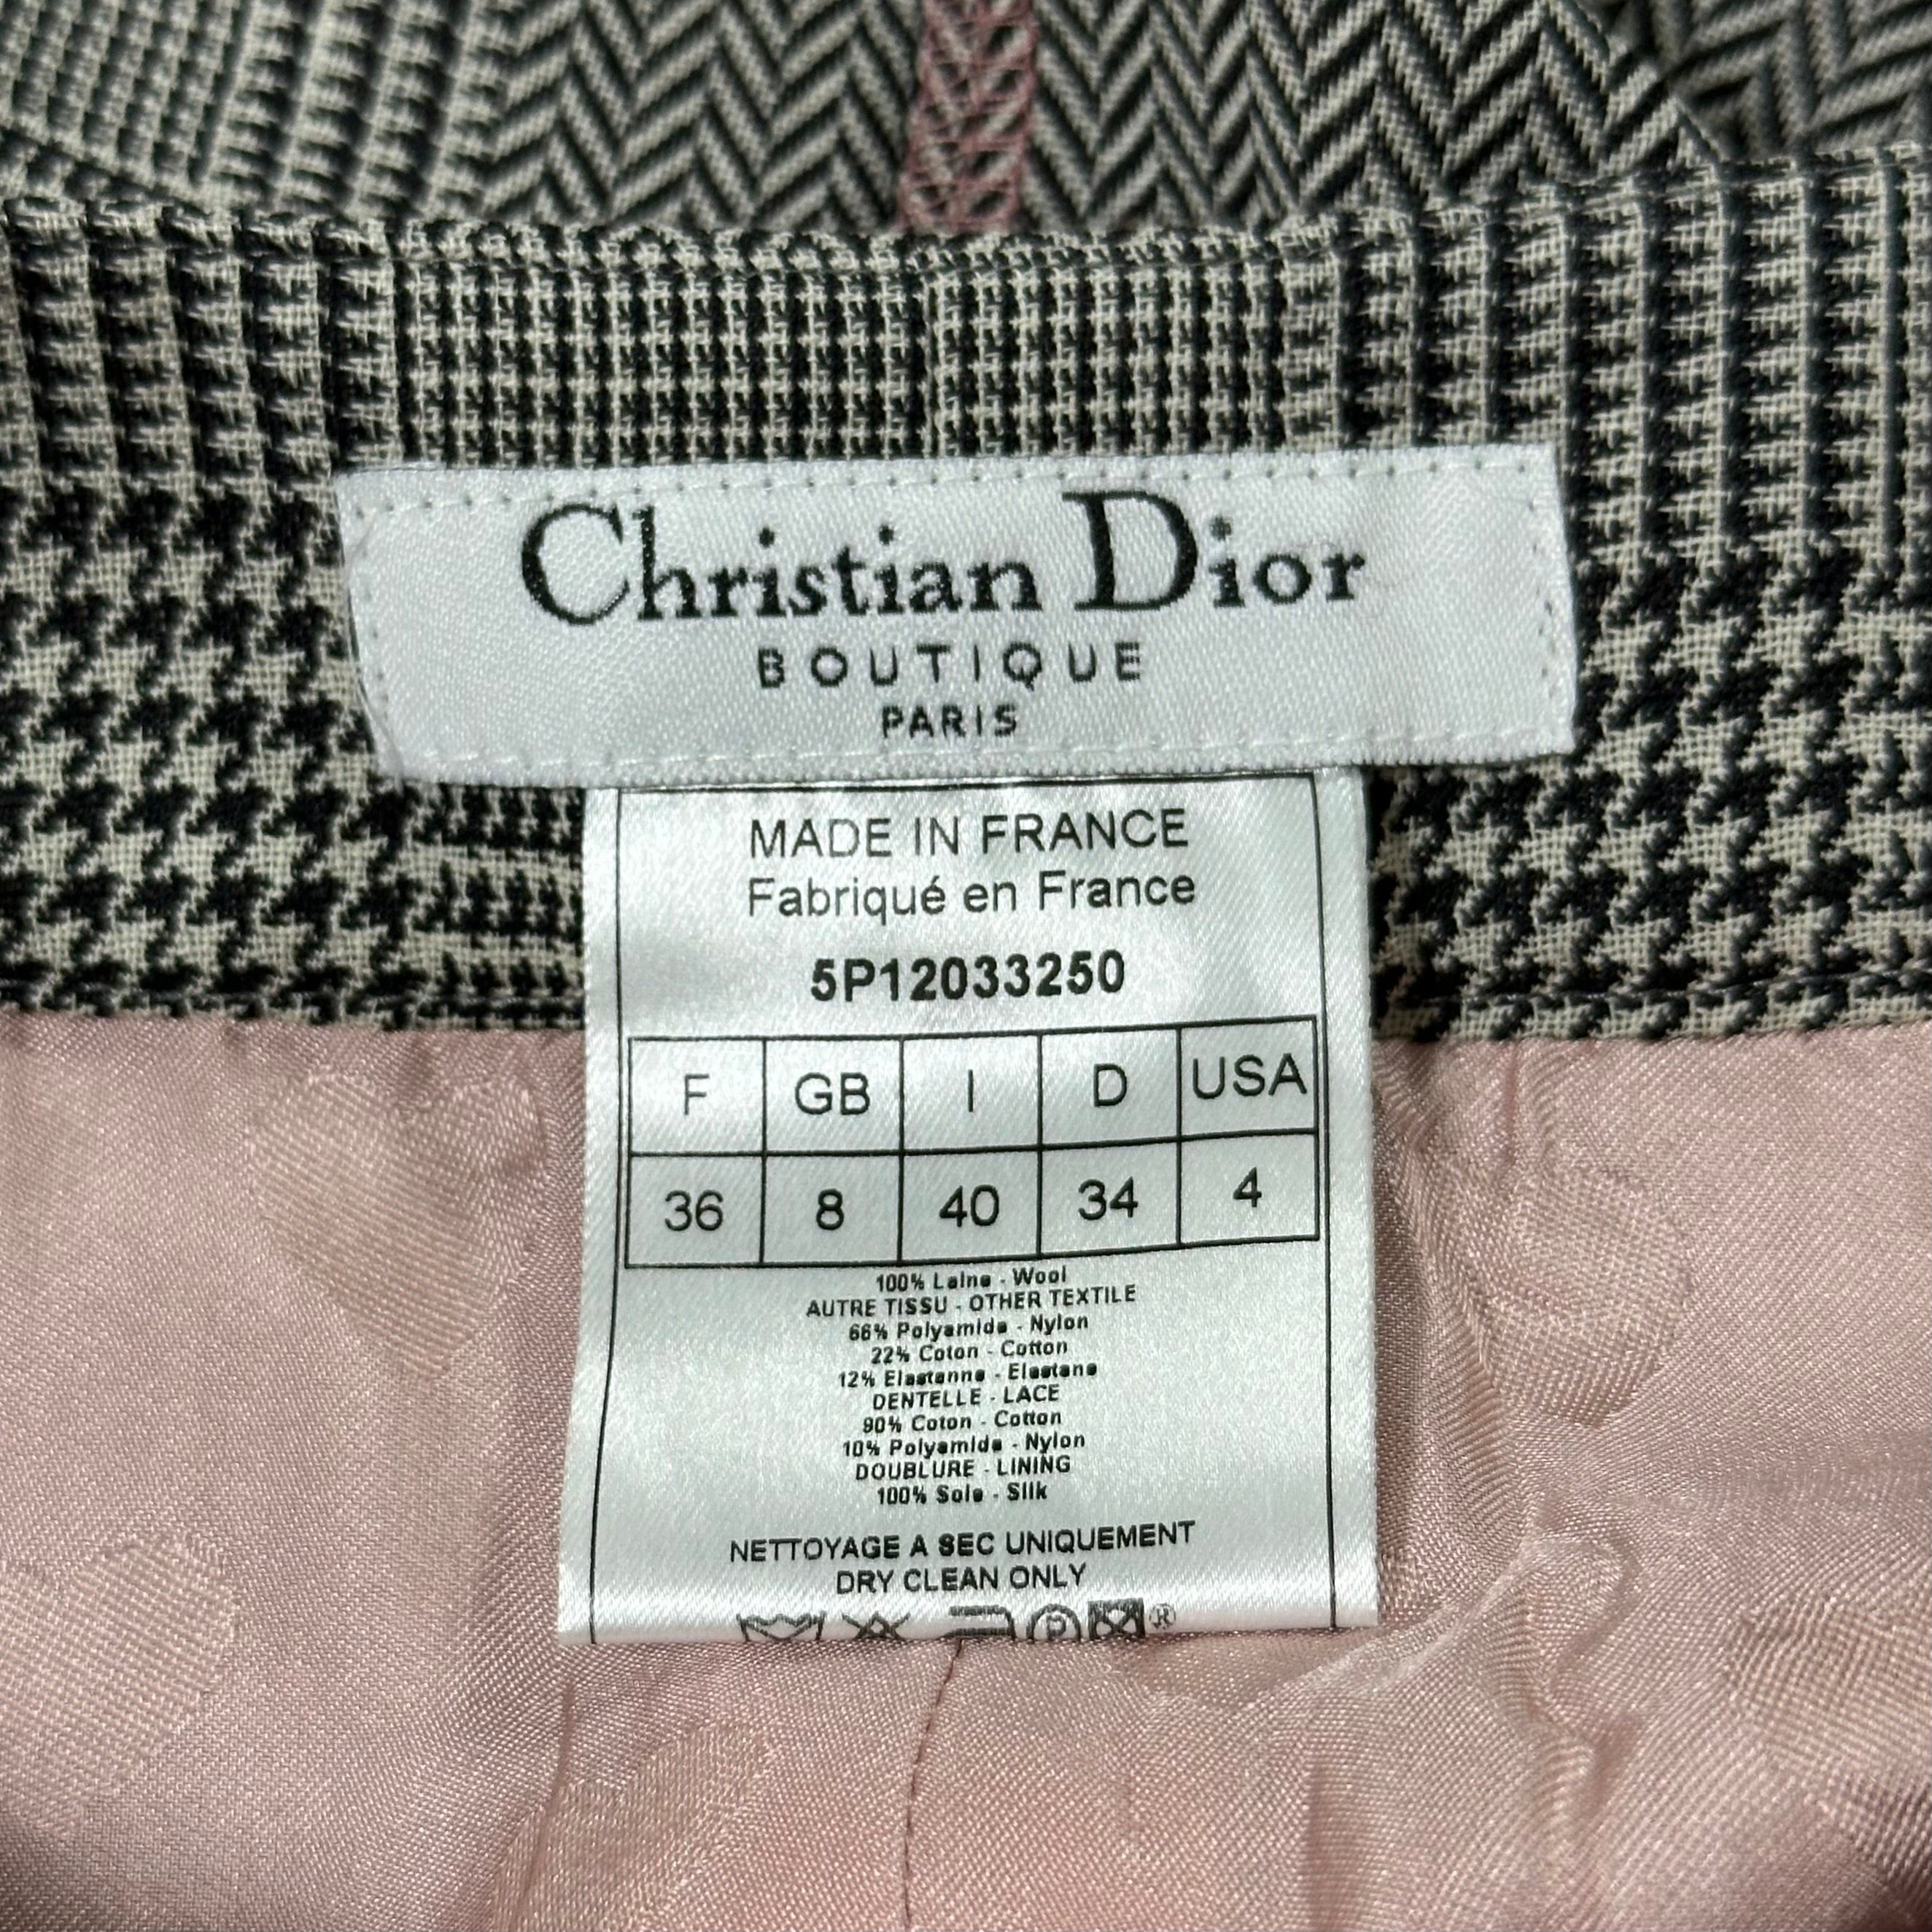 Christian Dior
BOUTIQUE
PARIS
MADE IN FRANCE
Fabriqué en France
5P12033250
F GB I D USA
36 8 40 34 4
100% Laine - Wool
AUTRE TISSU - OTHER TEXTILE
66% Polyamide - Nylon
22% Coton - Cotton
12% Elastanne - Elastane
DENTELLE - LACE
90% Coton - Cotton
10% Polyamide - Nylon
DOUBLURE - LINING
100% Soie - Silk
NETTOYAGE A SEC UNIQUEMENT
DRY CLEAN ONLY
P ®